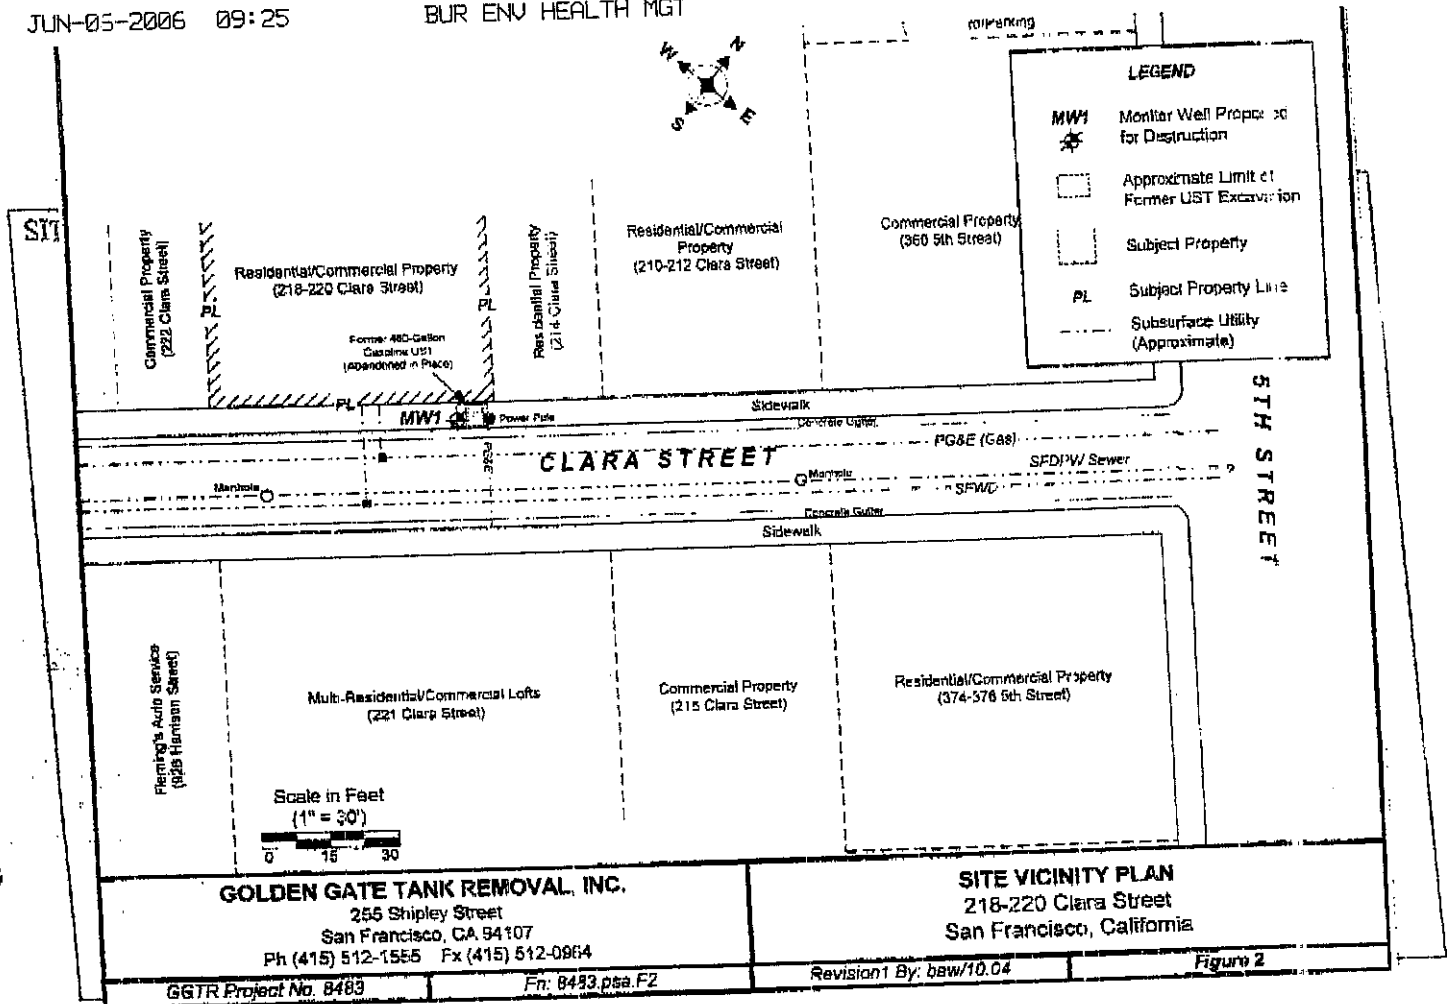 JUN-05-2006 09:25 BUR ENV HEALTH MGT
W
N
S
E
LEGEND
MW1 Monitor Well Proposed
for Destruction
Approximate Limit of
Former UST Excavation
Subject Property
PL Subject Property Line
Subsurface Utility
(Approximate)
SIT
Commercial Property
(222 Clara Street)
PL
Residential/Commercial Property
(218-220 Clara Street)
PL
Residential Property
(214 Clara Street)
Residential/Commercial
Property
(210-212 Clara Street)
Commercial Property
(360 5th Street)
Former 480-Gallon
Gasoline UST
(Abandoned in Place)
PL
MW1
Power Pole
Sidewalk
Concrete Gutter
PG&E (Gas)
CLARA STREET
SFDPW Sewer
Manhole
Manhole
SFWD
?
Concrete Gutter
Sidewalk
5TH STREET
Fleming's Auto Service
(926 Harrison Street)
Multi-Residential/Commercial Lofts
(221 Clara Street)
Commercial Property
(215 Clara Street)
Residential/Commercial Property
(374-376 5th Street)
Scale in Feet
(1" = 30')
0 15 30
GOLDEN GATE TANK REMOVAL, INC.
255 Shipley Street
San Francisco, CA 94107
Ph (415) 512-1555 Fx (415) 512-0964
SITE VICINITY PLAN
218-220 Clara Street
San Francisco, California
GGTR Project No. 8483
Fn: 8483.psa.F2
Revision1 By: baw/10.04
Figure 2